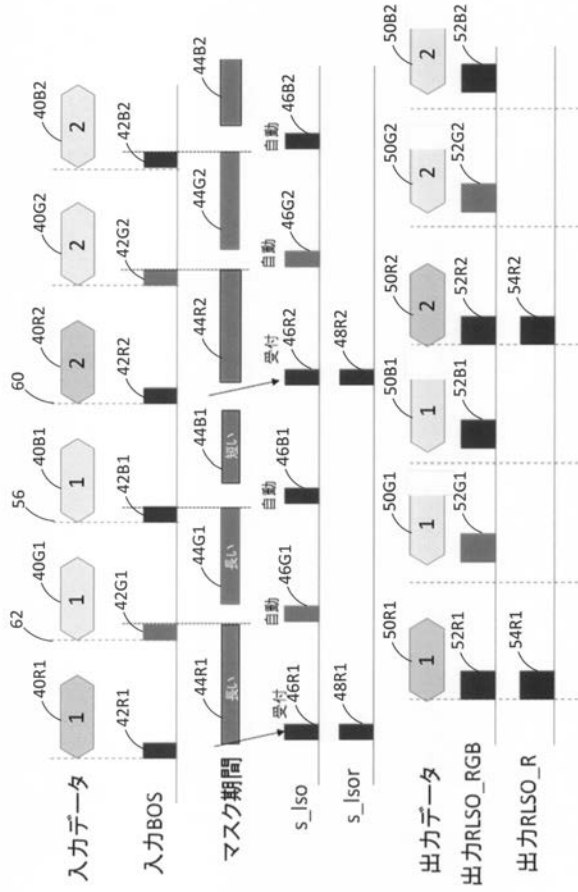 62 56 60
40R1 40G1 40B1 40R2 40G2 40B2
入力データ 1 1 1 2 2 2
42R1 42G1 42B1 42R2 42G2 42B2
入力BOS
44R1 44G1 44B1 44R2 44G2 44B2
マスク期間 長い 長い 短い
受付 自動 自動 受付 自動 自動
46R1 46G1 46B1 46R2 46G2 46B2
s_lso
48R1 48R2
s_lsor
50R1 50G1 50B1 50R2 50G2 50B2
出力データ 1 1 1 2 2 2
52R1 52G1 52B1 52R2 52G2 52B2
出力RLSO_RGB
54R1 54R2
出力RLSO_R